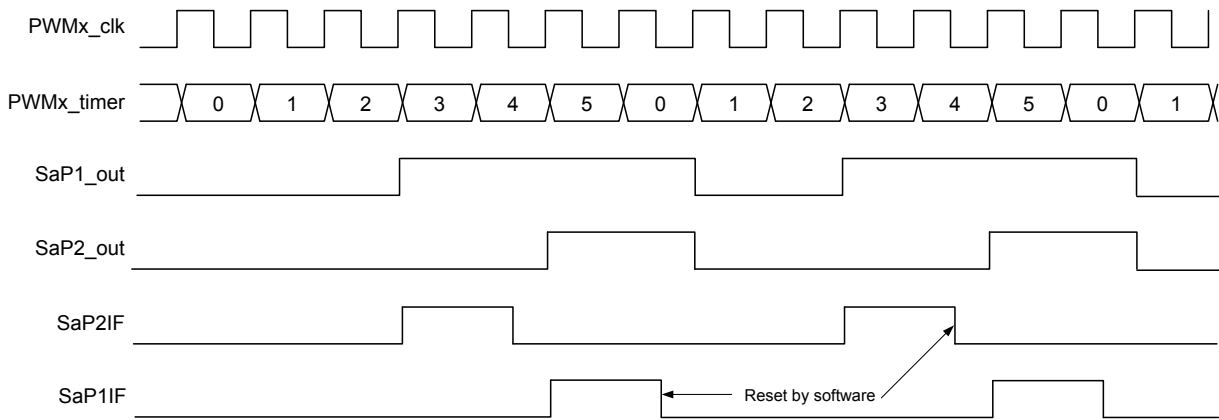 PWMx_clk
PWMx_timer 0 1 2 3 4 5 0 1 2 3 4 5 0 1
SaP1_out
SaP2_out
SaP2IF
SaP1IF
Reset by software